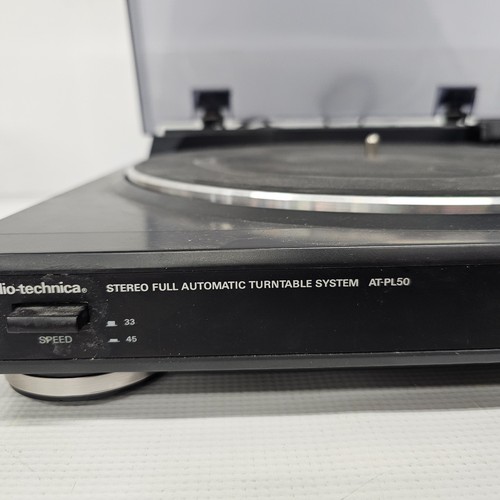 dio-technica® STEREO FULL AUTOMATIC TURNTABLE SYSTEM AT-PL50
33
SPEED 45